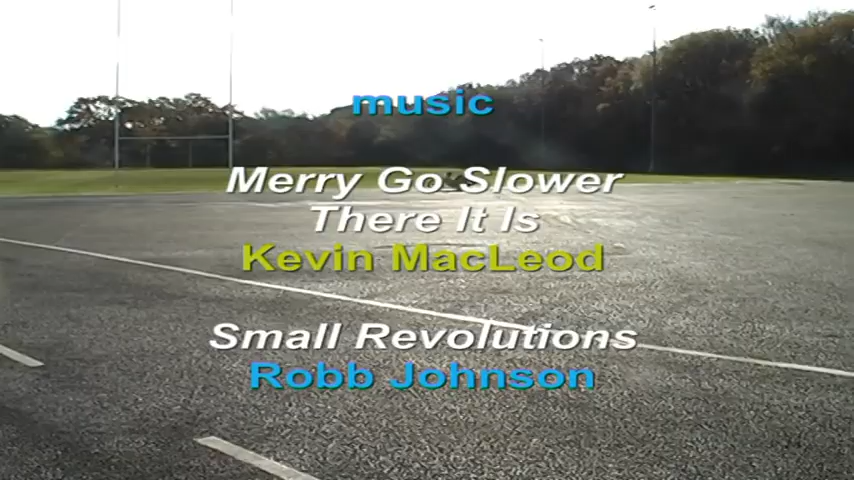 music
Merry Go Slower
There It Is
Kevin MacLeod
Small Revolutions
Robb Johnson